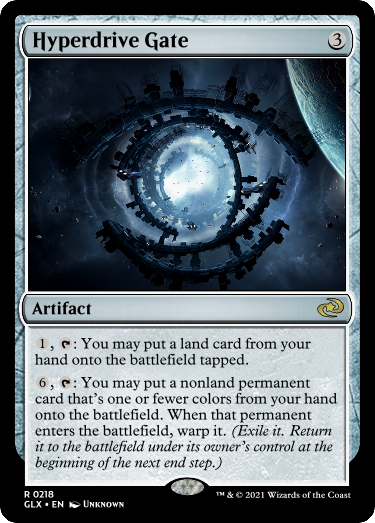 Hyperdrive Gate 3
Artifact
1, T: You may put a land card from your
hand onto the battlefield tapped.
6, T: You may put a nonland permanent
card that's one or fewer colors from your hand
onto the battlefield. When that permanent
enters the battlefield, warp it. (Exile it. Return
it to the battlefield under its owner's control at the
beginning of the next end step.)
R 0218
GLX • EN Unknown
™ & © 2021 Wizards of the Coast